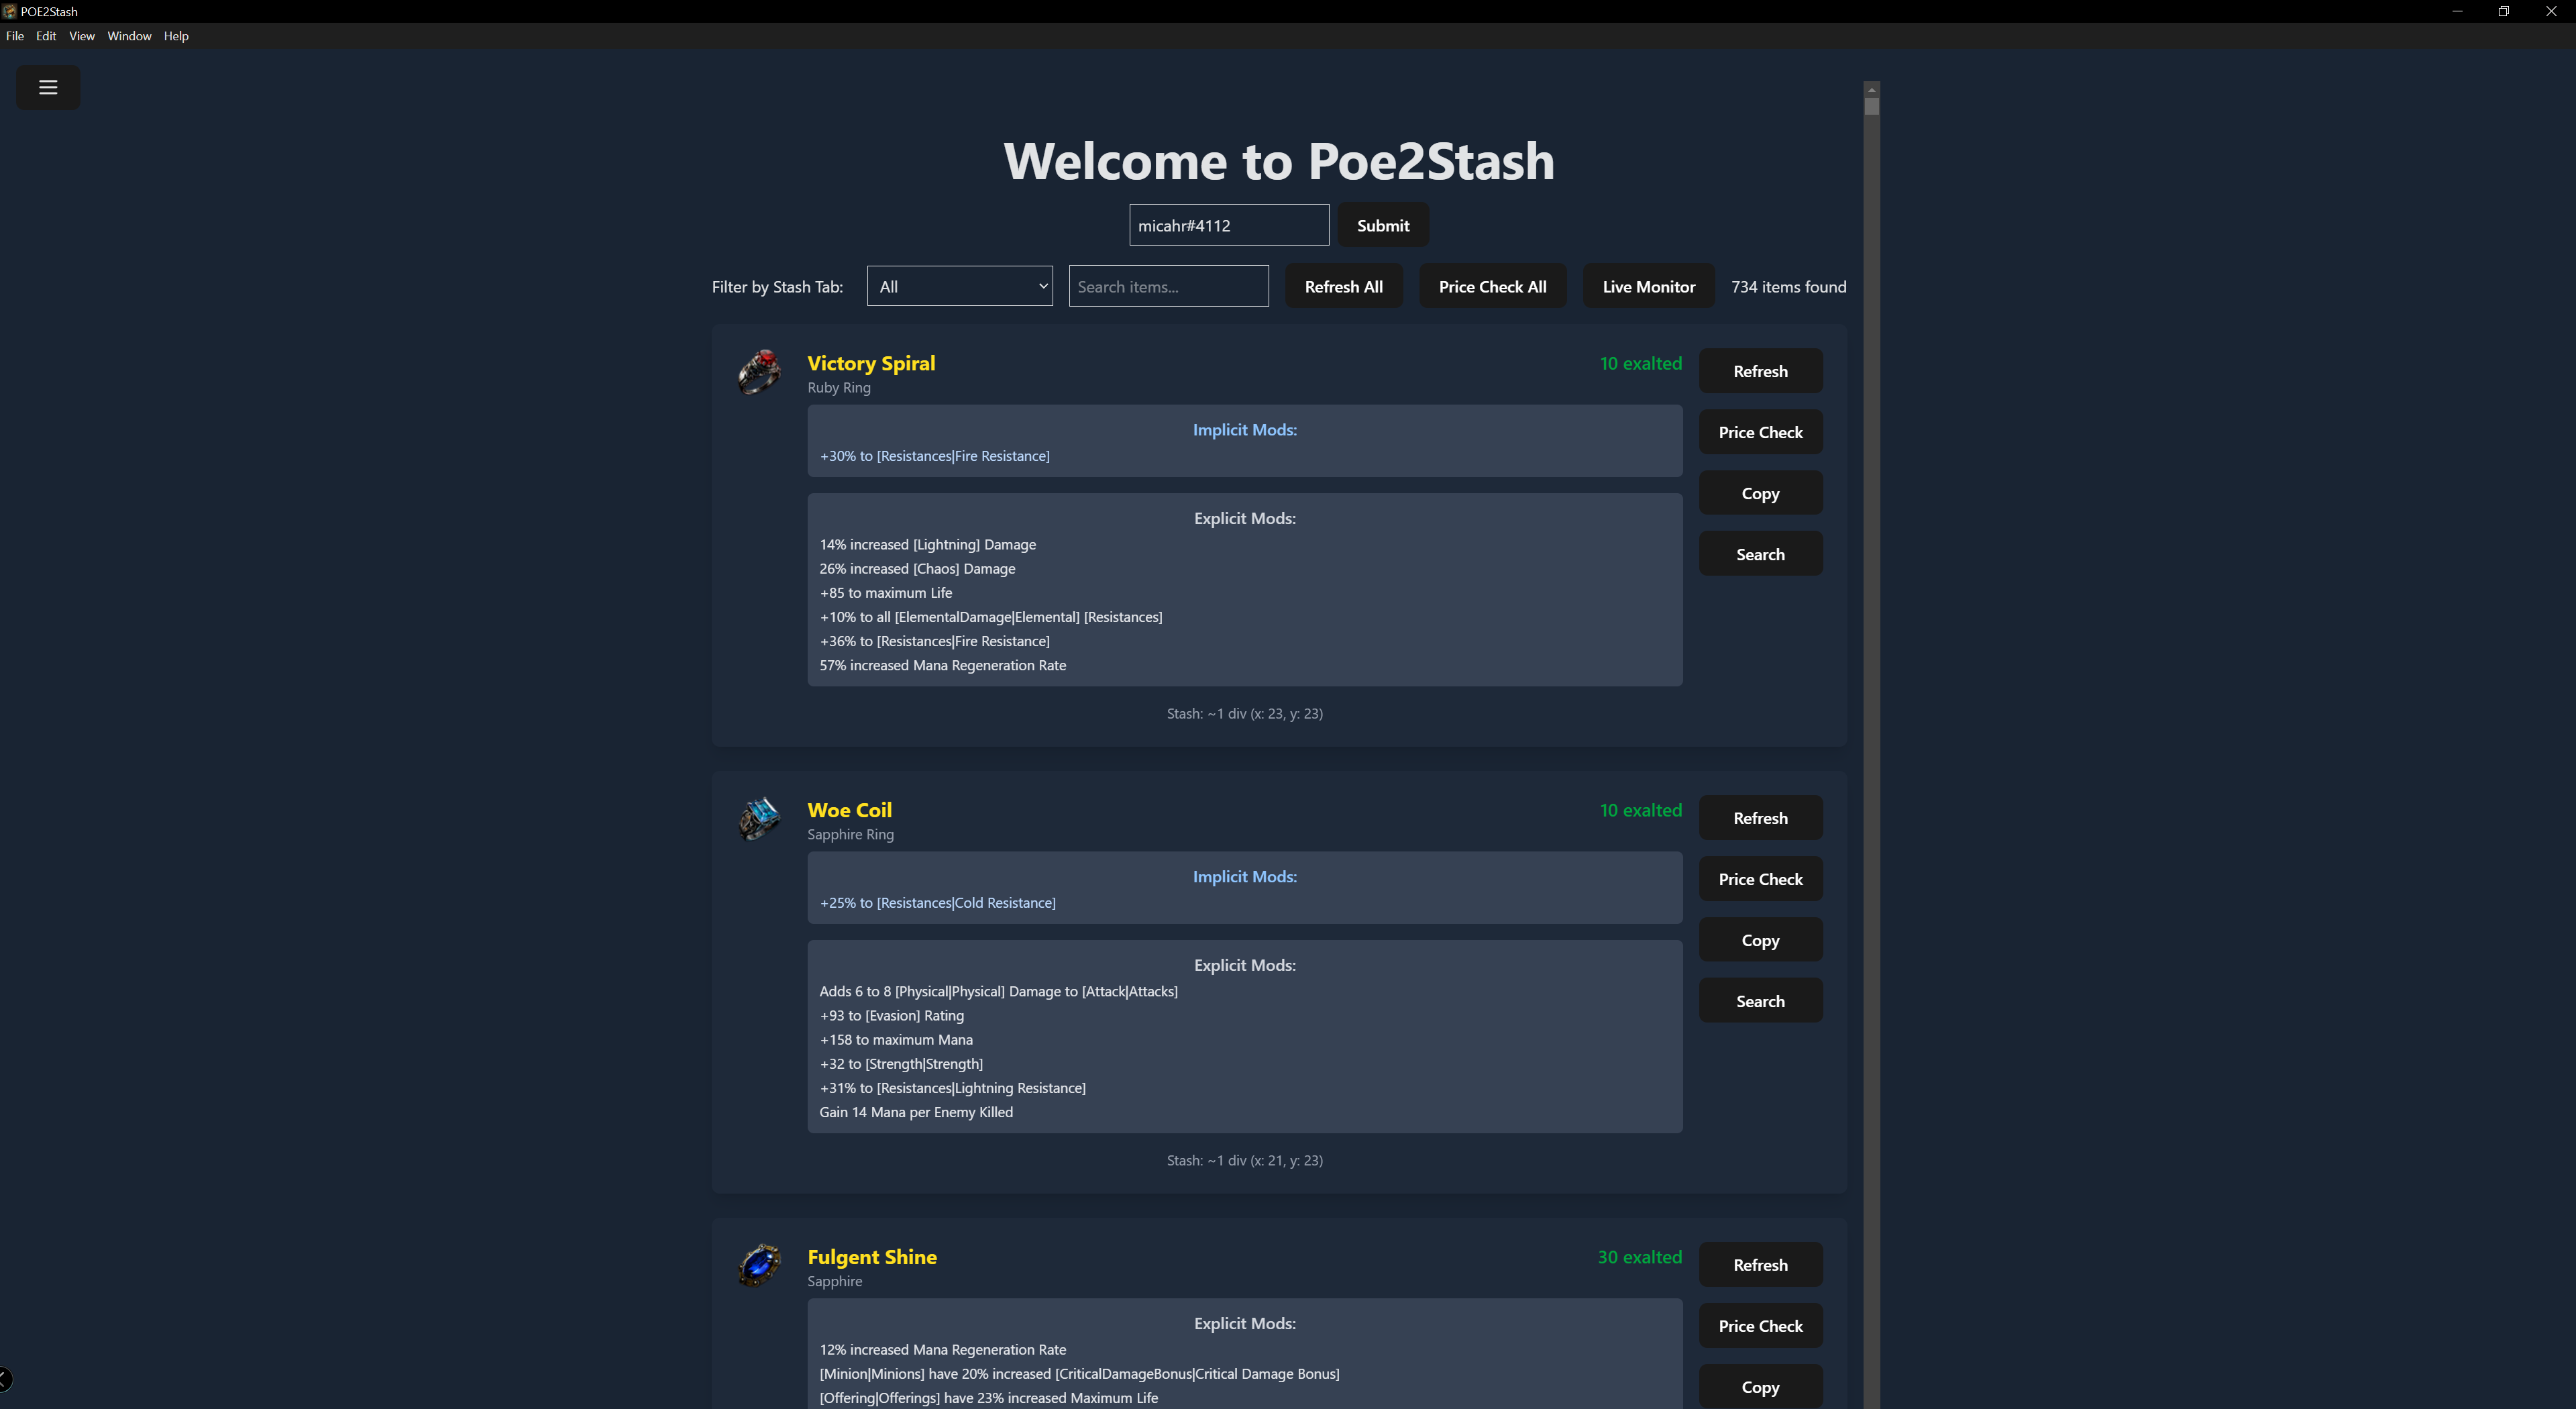 POE2Stash
File Edit View Window Help
Welcome to Poe2Stash
micahr#4112 Submit
Filter by Stash Tab: All Search items... Refresh All Price Check All Live Monitor 734 items found
Victory Spiral 10 exalted Refresh
Ruby Ring
Implicit Mods: Price Check
+30% to [Resistances|Fire Resistance]
Copy
Explicit Mods:
14% increased [Lightning] Damage
Search
26% increased [Chaos] Damage
+85 to maximum Life
+10% to all [ElementalDamage|Elemental] [Resistances]
+36% to [Resistances|Fire Resistance]
57% increased Mana Regeneration Rate
Stash: ~1 div (x: 23, y: 23)
Woe Coil 10 exalted Refresh
Sapphire Ring
Implicit Mods: Price Check
+25% to [Resistances|Cold Resistance]
Copy
Explicit Mods:
Adds 6 to 8 [Physical|Physical] Damage to [Attack|Attacks]
Search
+93 to [Evasion] Rating
+158 to maximum Mana
+32 to [Strength|Strength]
+31% to [Resistances|Lightning Resistance]
Gain 14 Mana per Enemy Killed
Stash: ~1 div (x: 21, y: 23)
Fulgent Shine 30 exalted Refresh
Sapphire
Explicit Mods: Price Check
12% increased Mana Regeneration Rate
[Minion|Minions] have 20% increased [CriticalDamageBonus|Critical Damage Bonus]
Copy
[Offering|Offerings] have 23% increased Maximum Life